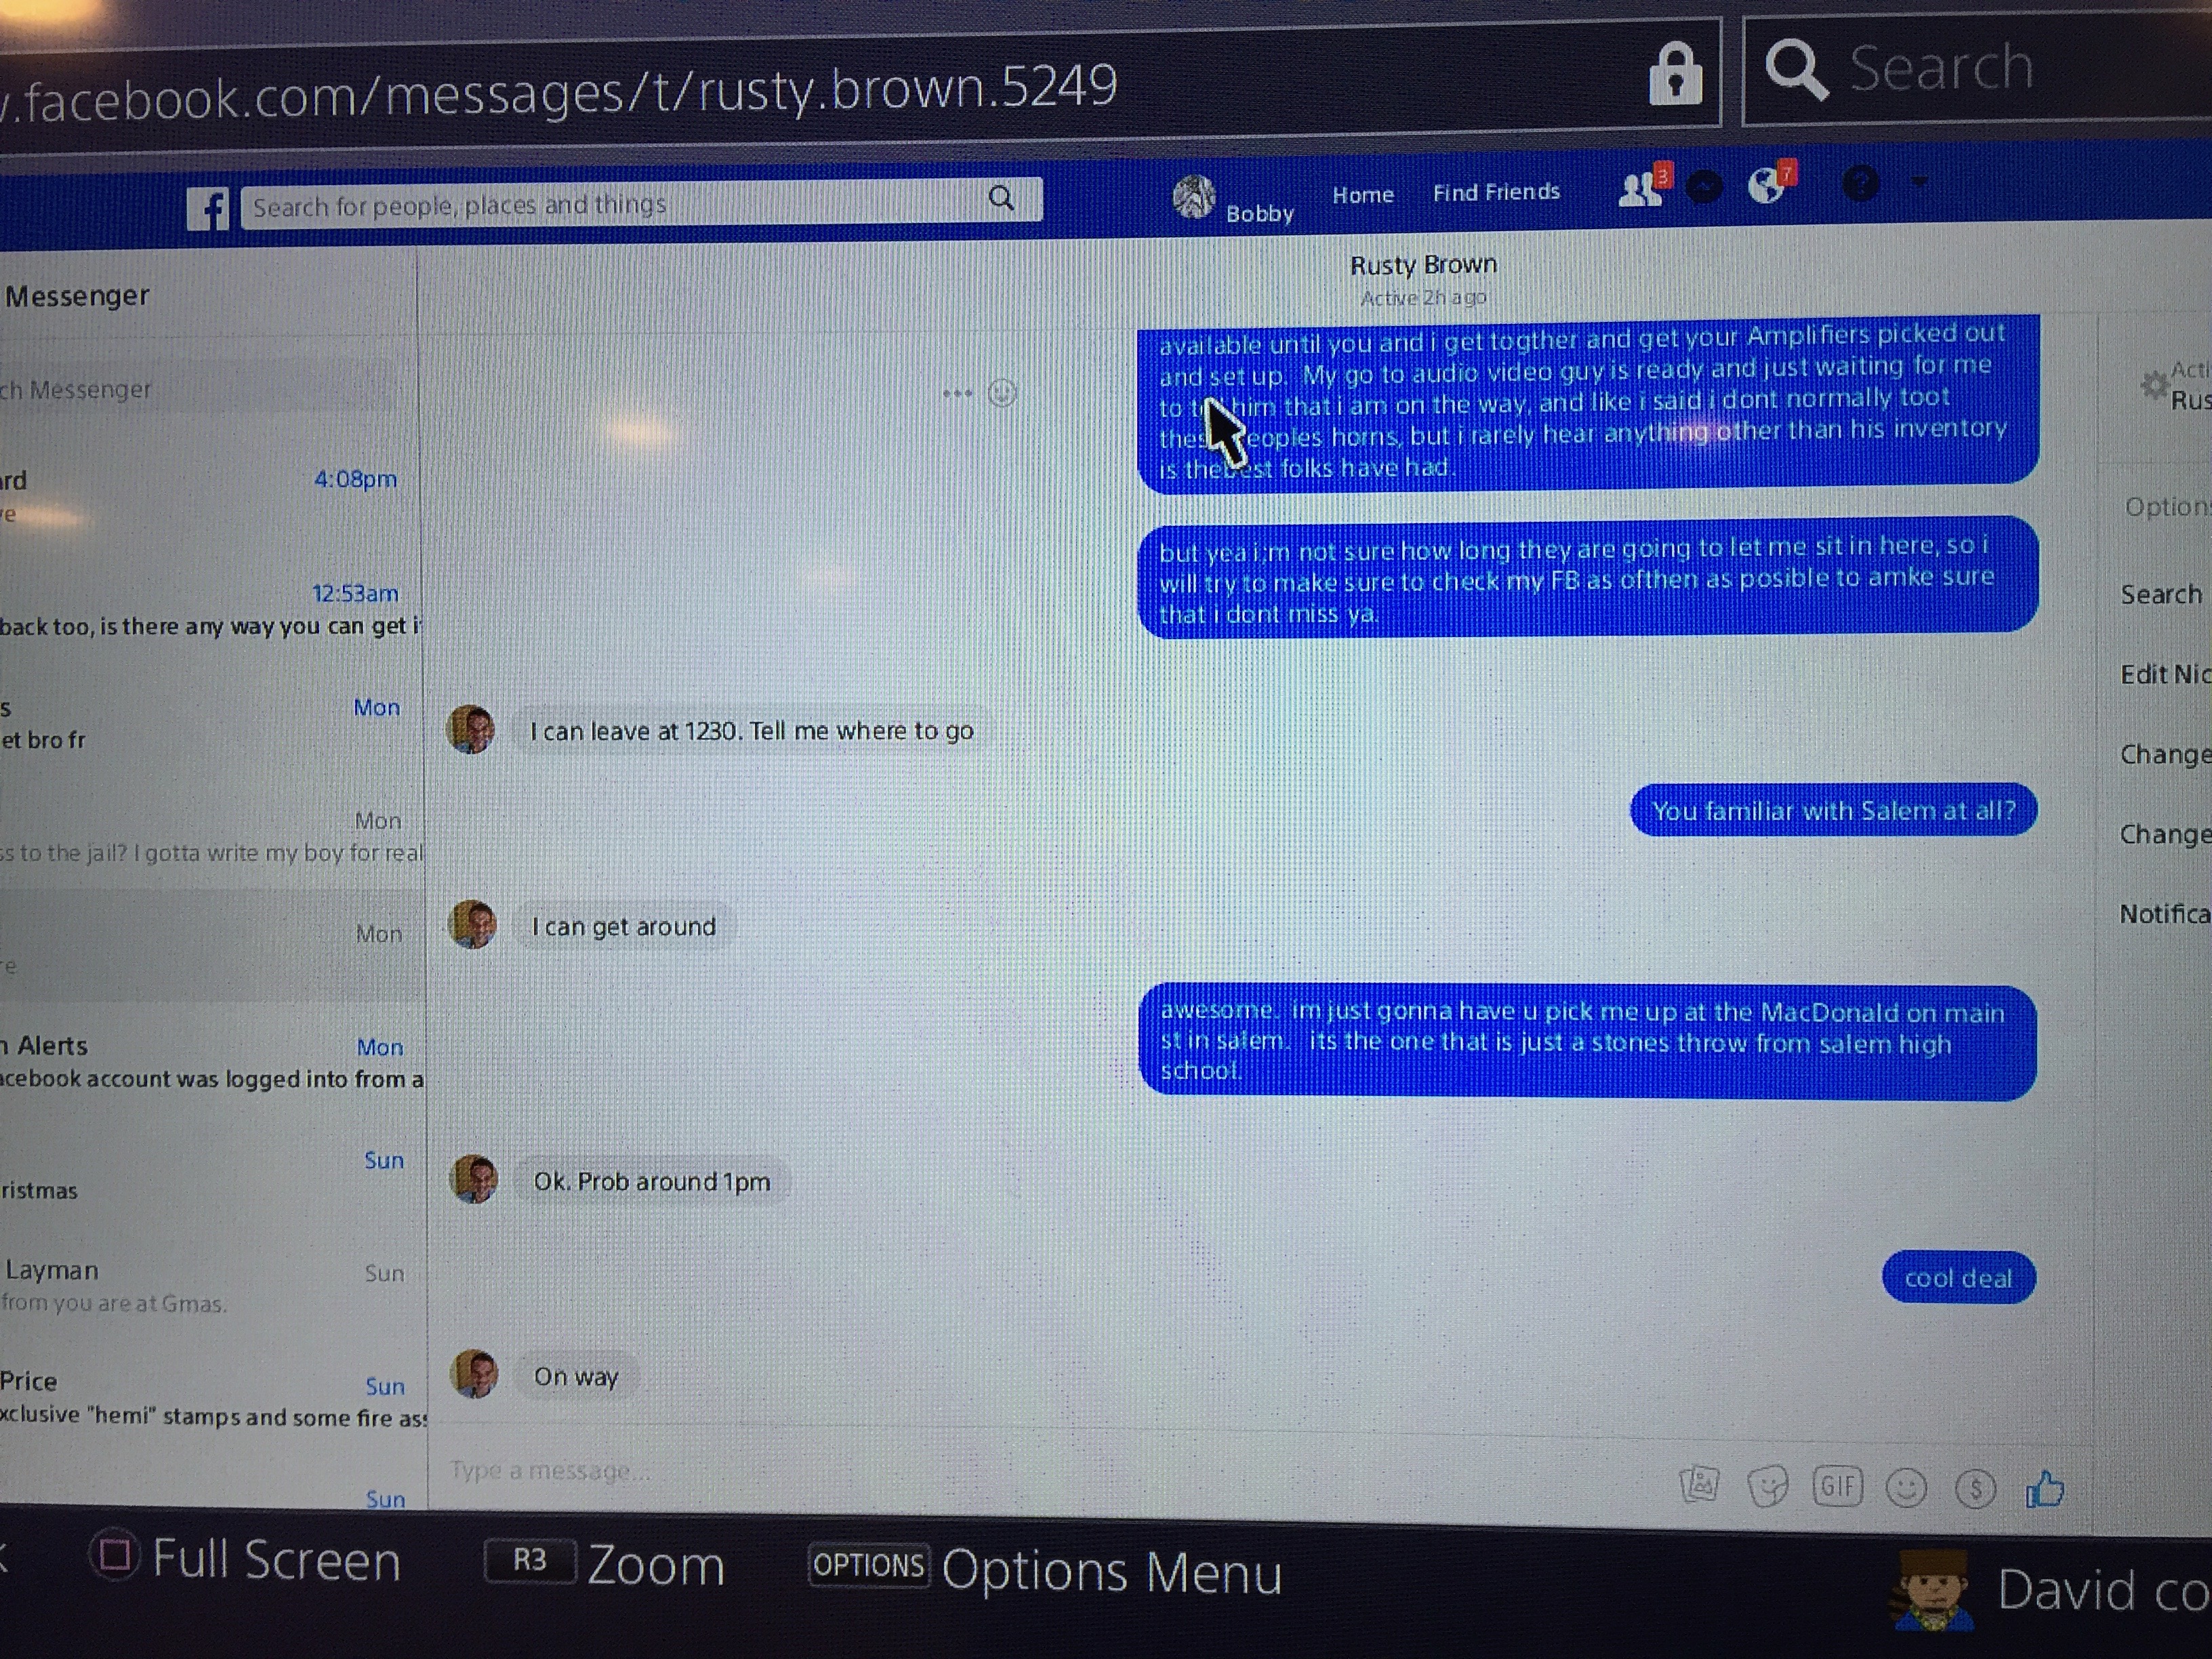 .facebook.com/messages/t/rusty.brown.5249
Search
f
Search for people, places and things
Bobby
Home
Find Friends
3
7
?
Messenger
ch Messenger
rd
4:08pm
12:53am
back too, is there any way you can get i
s
Mon
et bro fr
Mon
ss to the jail? I gotta write my boy for real
Mon
re
n Alerts
Mon
acebook account was logged into from a
Sun
ristmas
Layman
Sun
from you are at Gmas.
Price
Sun
xclusive "hemi" stamps and some fire ass
Sun
Rusty Brown
Active 2h ago
available until you and i get togther and get your Amplifiers picked out
and set up. My go to audio video guy is ready and just waiting for me
to him that i am on the way, and like i said i dont normally toot
eoples horns, but i rarely hear anything other than his inventory
is the best folks have had.
but yea i;m not sure how long they are going to let me sit in here, so i
will try to make sure to check my FB as ofthen as posible to amke sure
that i dont miss ya.
I can leave at 1230. Tell me where to go
You familiar with Salem at all?
I can get around
awesome. im just gonna have u pick me up at the MacDonald on main
st in salem. its the one that is just a stones throw from salem high
school.
Ok. Prob around 1pm
cool deal
On way
Type a message...
GIF
$
Acti
Rus
Options
Search
Edit Nic
Change
Change
Notifica
Full Screen
R3 Zoom
OPTIONS Options Menu
David co